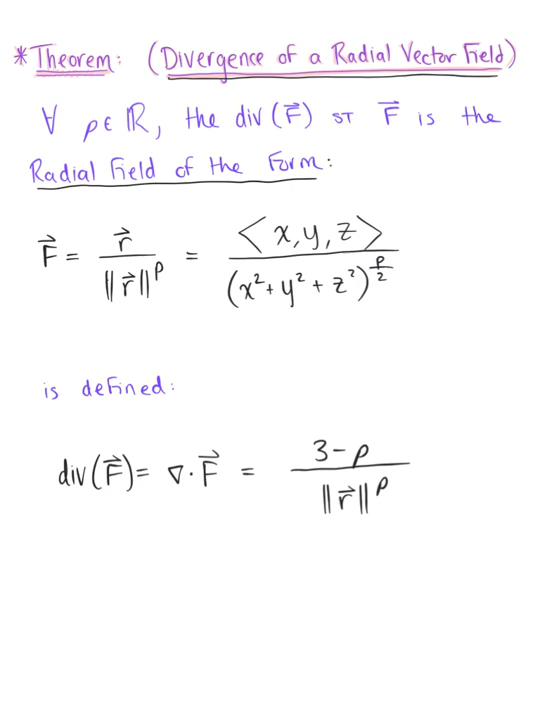 *Theorem: (Divergence of a Radial Vector Field)
∀ p∈ℝ, the div(F⃗) ST F⃗ is the
Radial Field of the Form:
F⃗ = r⃗ / ||r⃗||^p = <x,y,z> / (x²+y²+z²)^(p/2)
is defined:
div(F⃗) = ∇·F⃗ = 3-p / ||r⃗||^p